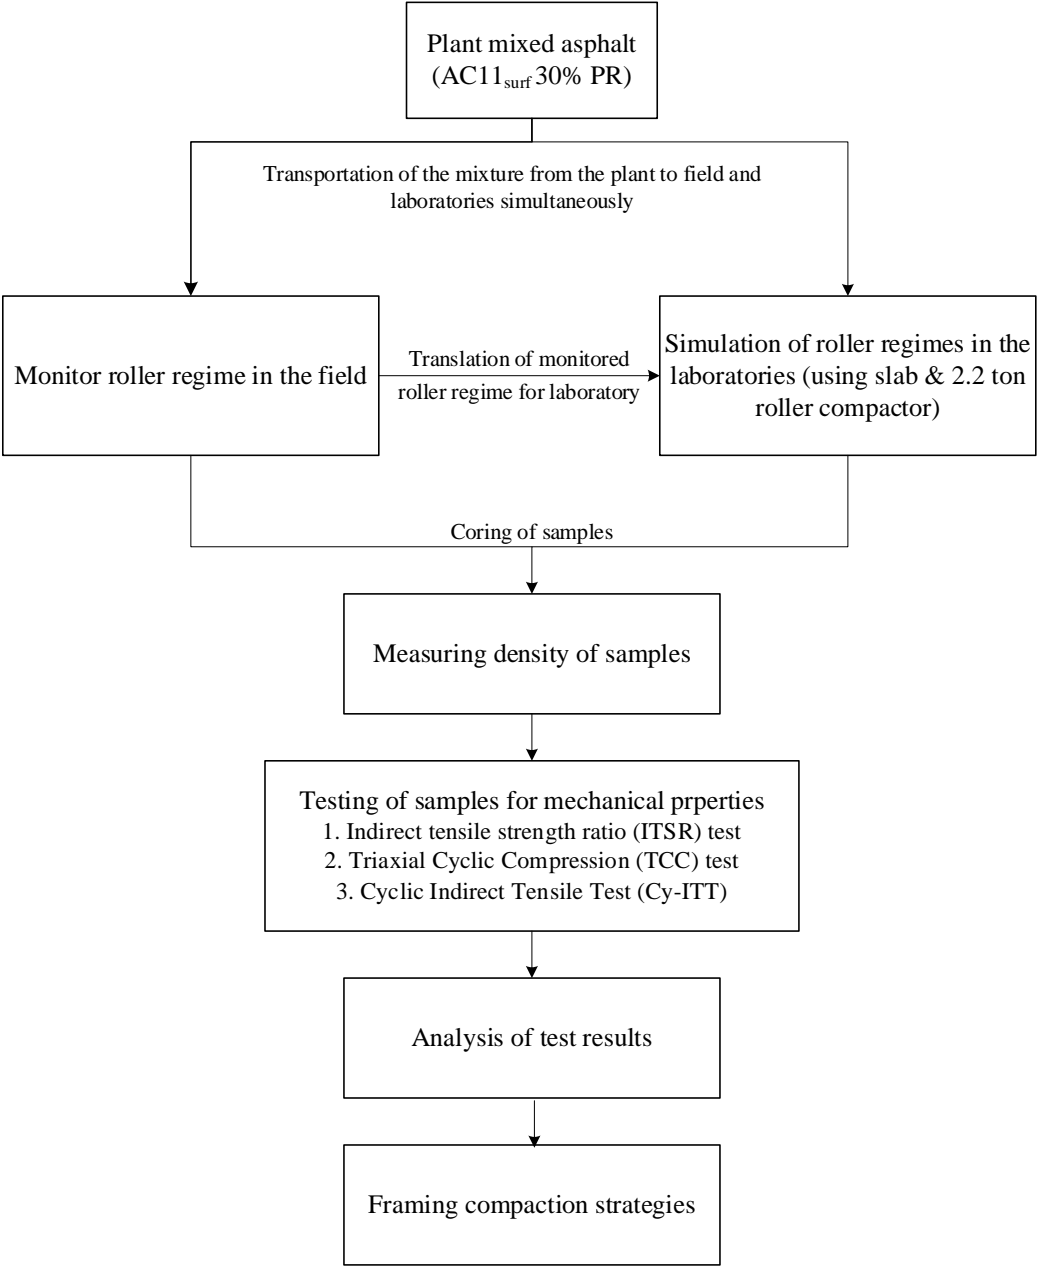 Plant mixed asphalt
(AC11surf 30% PR)
Transportation of the mixture from the plant to field and
laboratories simultaneously
Monitor roller regime in the field
Translation of monitored
roller regime for laboratory
Simulation of roller regimes in the
laboratories (using slab & 2.2 ton
roller compactor)
Coring of samples
Measuring density of samples
Testing of samples for mechanical prperties
1. Indirect tensile strength ratio (ITSR) test
2. Triaxial Cyclic Compression (TCC) test
3. Cyclic Indirect Tensile Test (Cy-ITT)
Analysis of test results
Framing compaction strategies